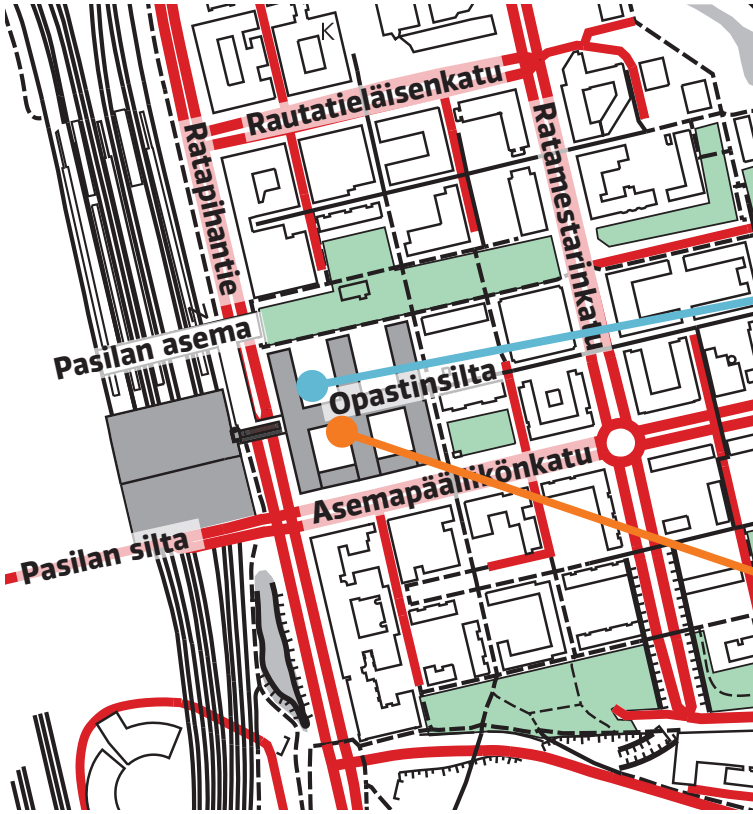 K
Rautatieläisenkatu
Ratapihantie
Ratamestarinkatu
Pasilan asema
Opastinsilta
Asemapäällikönkatu
Pasilan silta